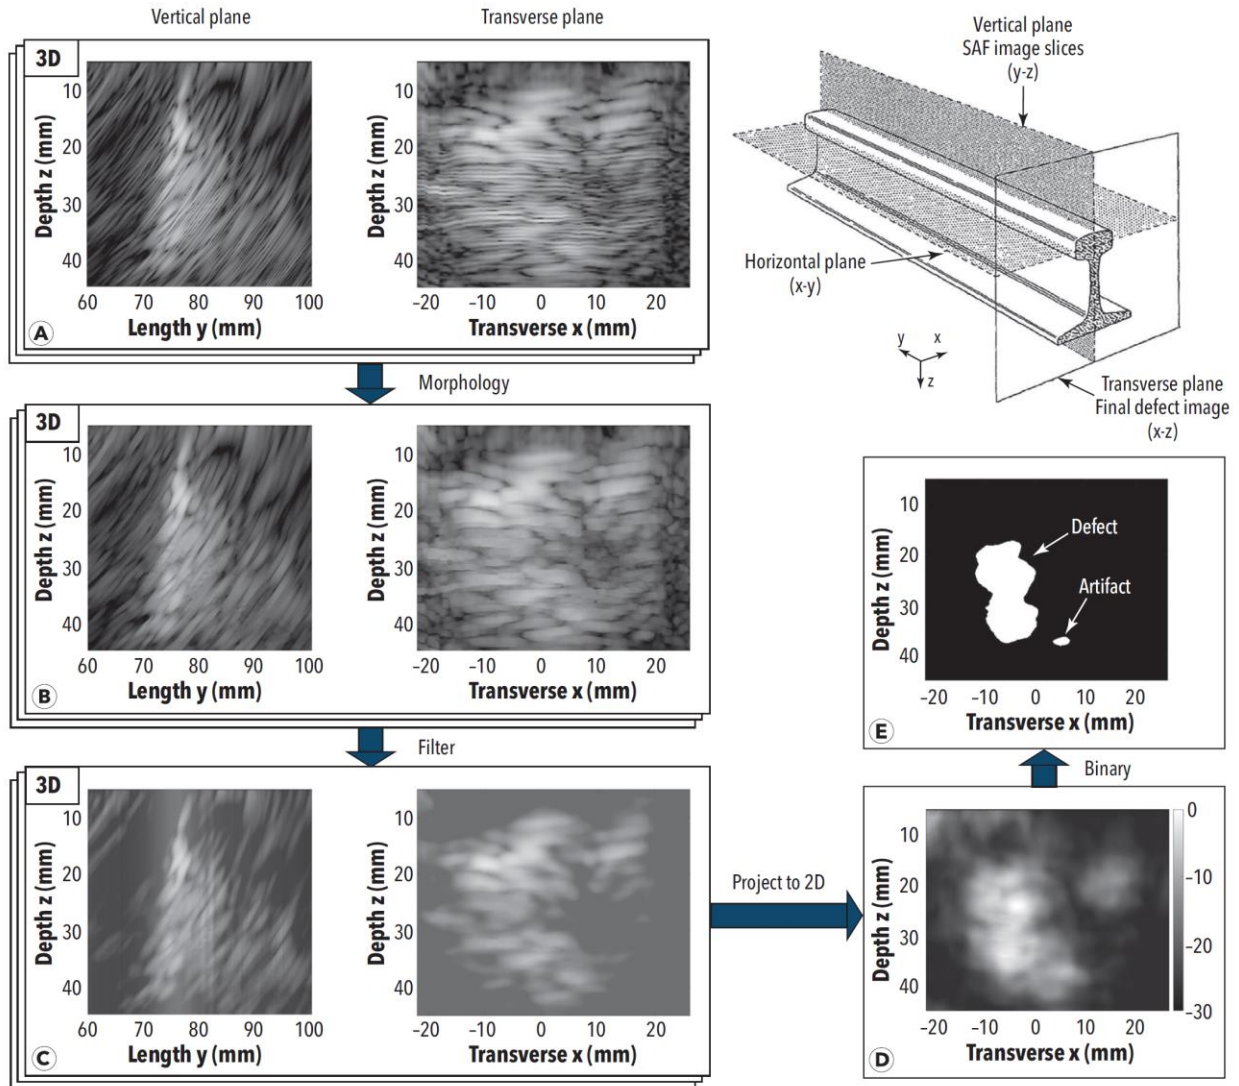 Vertical plane
Transverse plane
3D
Depth z (mm)
10
20
30
40
60 70 80 90 100
Length y (mm)
Depth z (mm)
10
20
30
40
–20 –10 0 10 20
Transverse x (mm)
A
Morphology
3D
Depth z (mm)
10
20
30
40
60 70 80 90 100
Length y (mm)
Depth z (mm)
10
20
30
40
–20 –10 0 10 20
Transverse x (mm)
B
Filter
3D
Depth z (mm)
10
20
30
40
60 70 80 90 100
Length y (mm)
Depth z (mm)
10
20
30
40
–20 –10 0 10 20
Transverse x (mm)
C
Project to 2D
Vertical plane
SAF image slices
(y-z)
Horizontal plane
(x-y)
y
x
z
Transverse plane
Final defect image
(x-z)
Depth z (mm)
10
20
30
40
Defect
Artifact
–20 –10 0 10 20
Transverse x (mm)
E
Binary
Depth z (mm)
10
20
30
40
0
–10
–20
–30
–20 –10 0 10 20
Transverse x (mm)
D